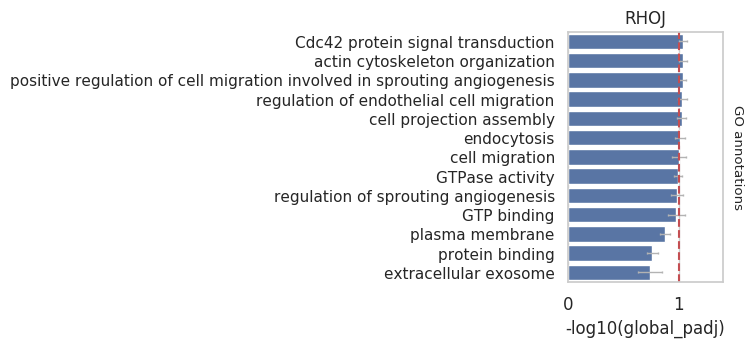 RHOJ
Cdc42 protein signal transduction
actin cytoskeleton organization
positive regulation of cell migration involved in sprouting angiogenesis
regulation of endothelial cell migration
cell projection assembly
endocytosis
cell migration
GTPase activity
regulation of sprouting angiogenesis
GTP binding
plasma membrane
protein binding
extracellular exosome
GO annotations
0 1
-log10(global_padj)